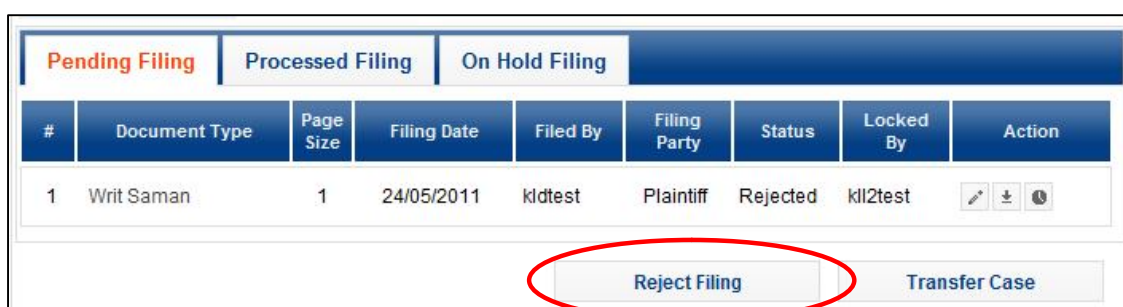 Pending Filing Processed Filing On Hold Filing
# Document Type Page Size Filing Date Filed By Filing Party Status Locked By Action
1 Writ Saman 1 24/05/2011 kldtest Plaintiff Rejected kll2test
Reject Filing Transfer Case